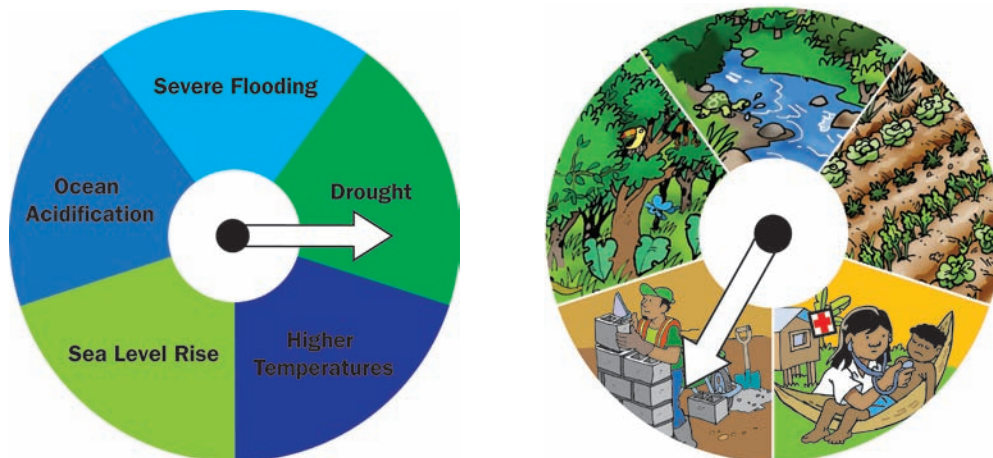 Severe Flooding
Drought
Ocean
Acidification
Higher
Temperatures
Sea Level Rise